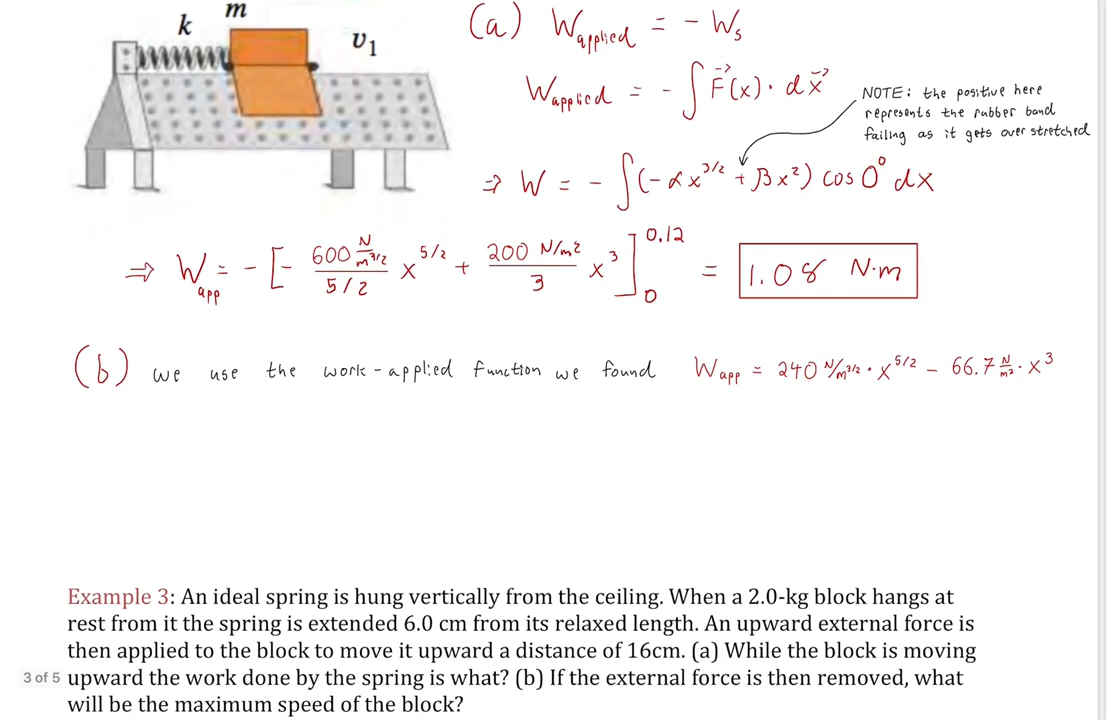 k
m
v₁
(a) W_applied = - W_s
W_applied = - ∫ F⃗(x) · dx⃗
NOTE: the positive here
represents the rubber band
failing as it gets over stretched
⇒ W = - ∫(-αx^3/2 + βx²) cos 0° dx
⇒ W_app = - [ - 600 N/m^3/2 / 5/2 x^5/2 + 200 N/m² / 3 x³ ]_0^0.12 = 1.08 N·m
(b) we use the work-applied function we found W_app = 240 N/m^3/2 · x^5/2 - 66.7 N/m² · x³
Example 3: An ideal spring is hung vertically from the ceiling. When a 2.0-kg block hangs at
rest from it the spring is extended 6.0 cm from its relaxed length. An upward external force is
then applied to the block to move it upward a distance of 16cm. (a) While the block is moving
3 of 5 upward the work done by the spring is what? (b) If the external force is then removed, what
will be the maximum speed of the block?